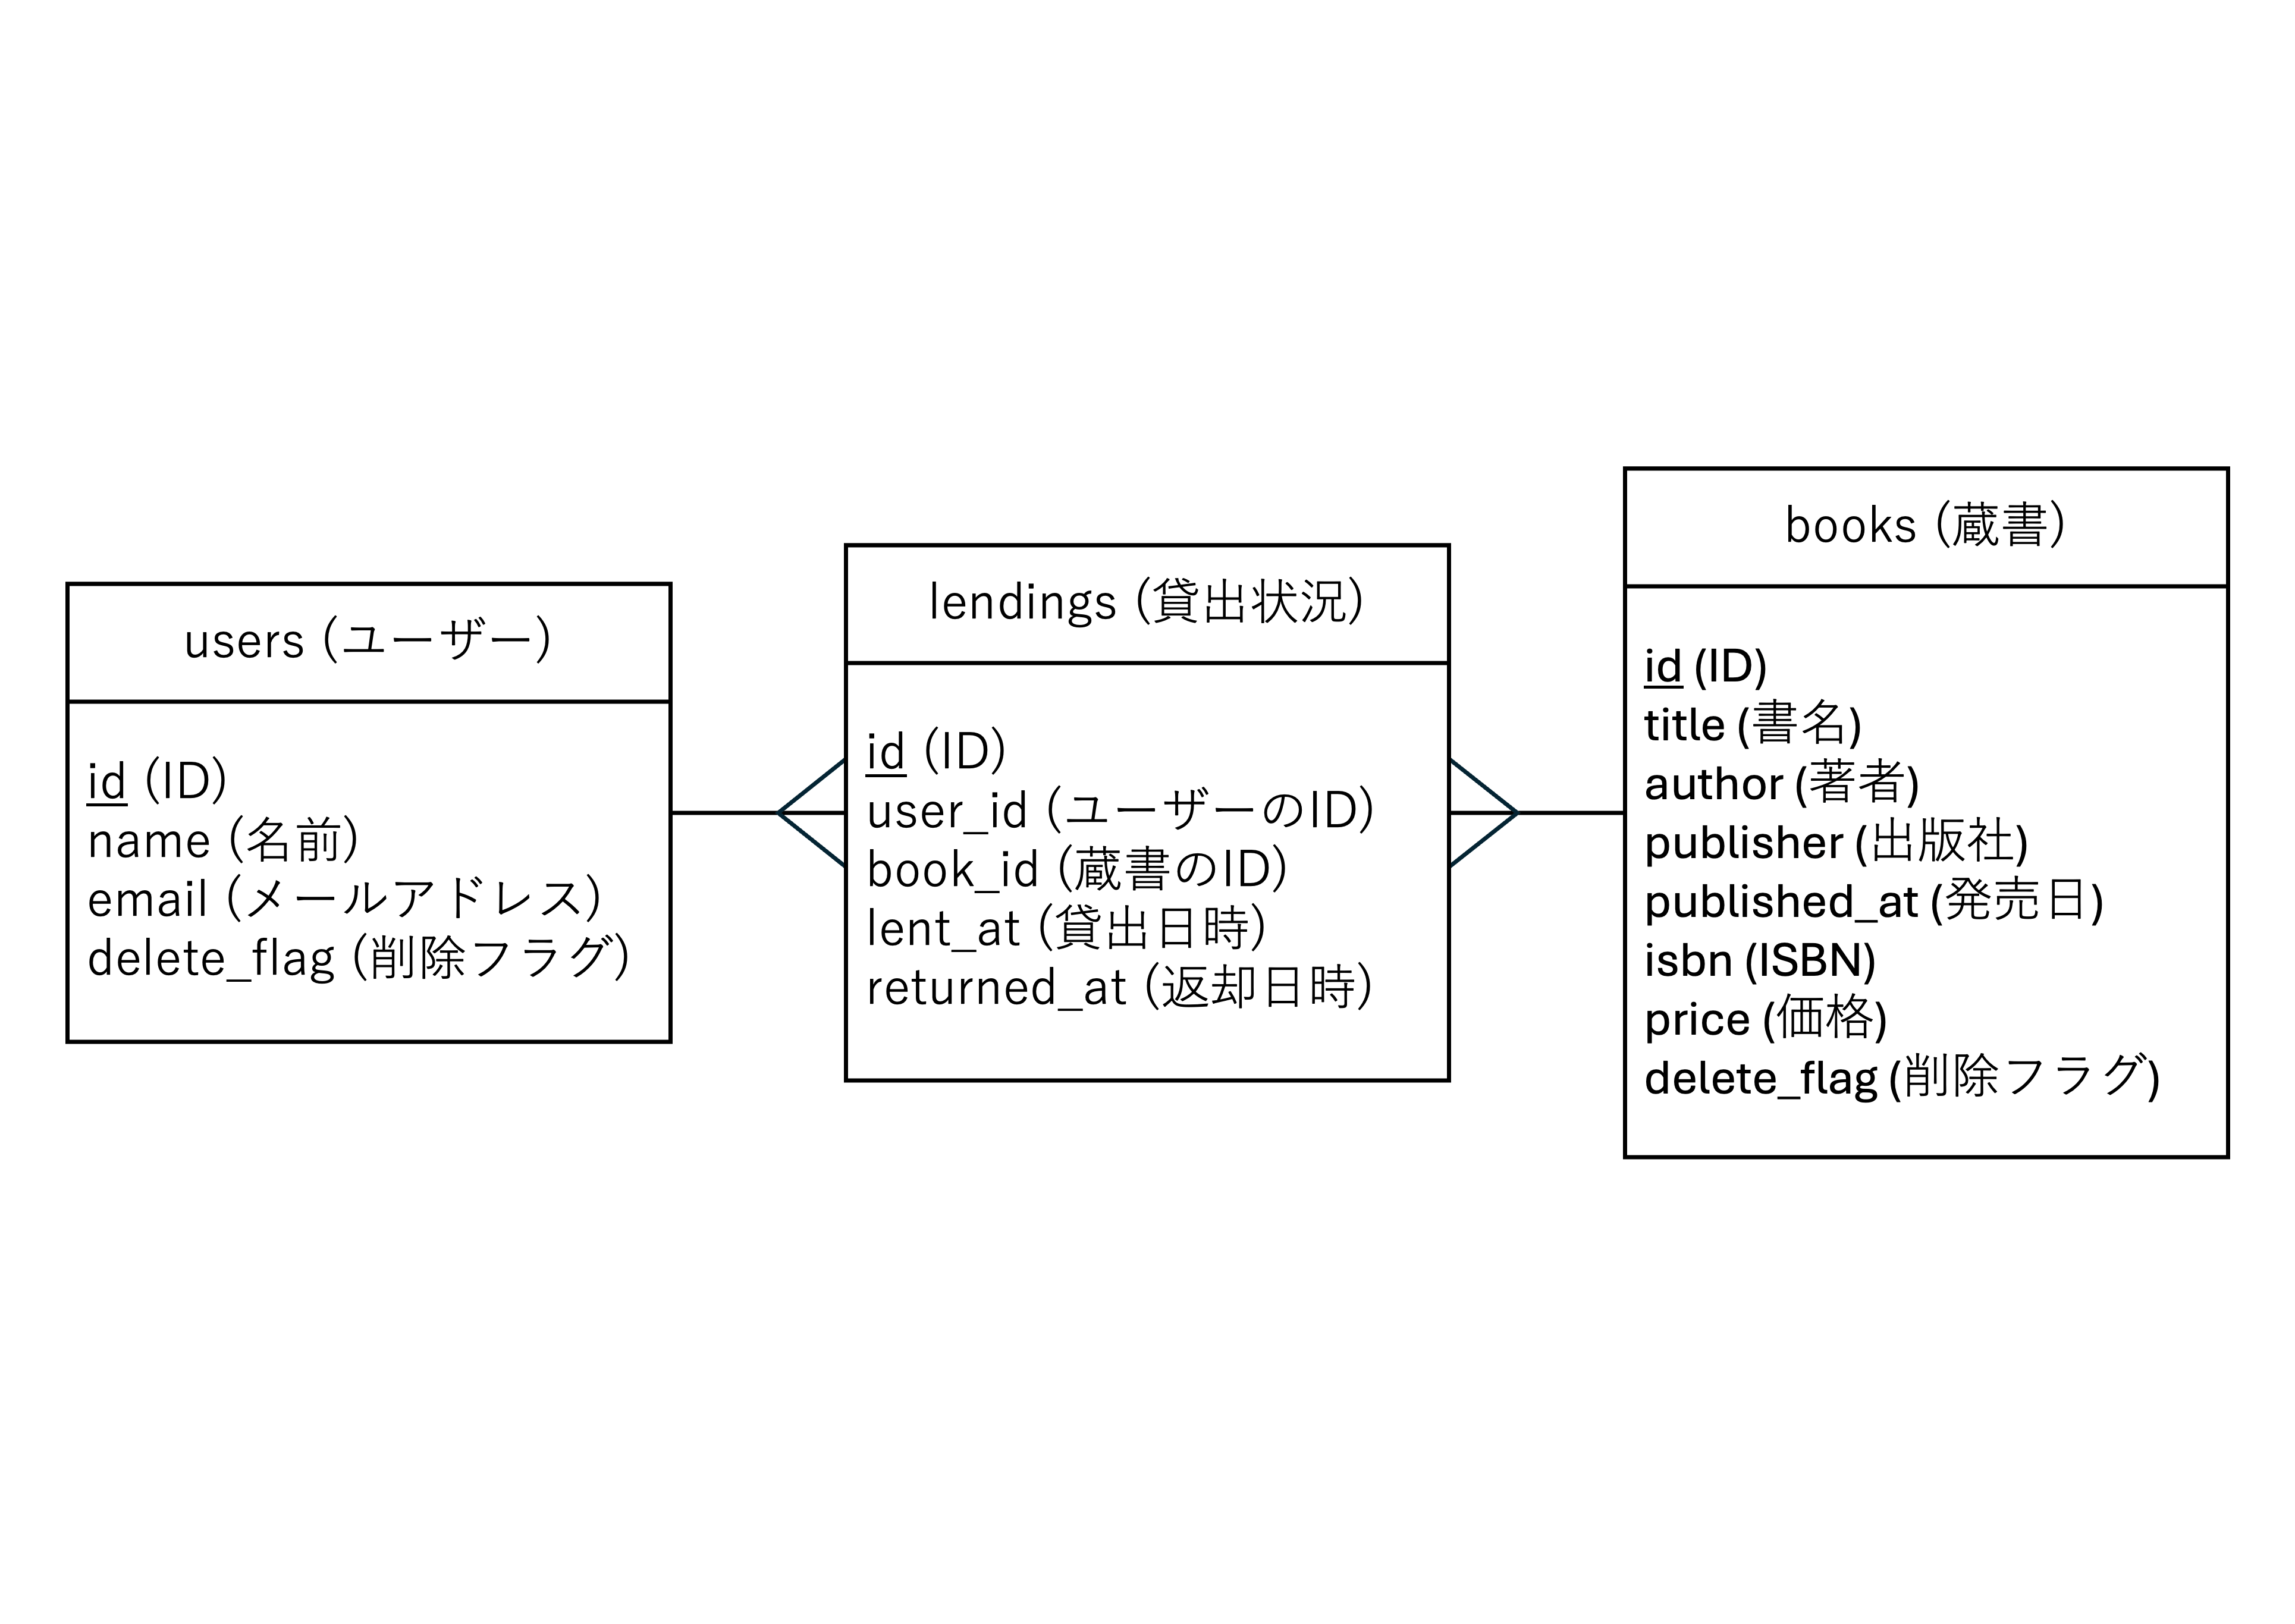 users (ユーザー)
id (ID)
name (名前)
email (メールアドレス)
delete_flag (削除フラグ)
lendings (貸出状況)
id (ID)
user_id (ユーザーのID)
book_id (蔵書のID)
lent_at (貸出日時)
returned_at (返却日時)
books (蔵書)
id (ID)
title (書名)
author (著者)
publisher (出版社)
published_at (発売日)
isbn (ISBN)
price (価格)
delete_flag (削除フラグ)